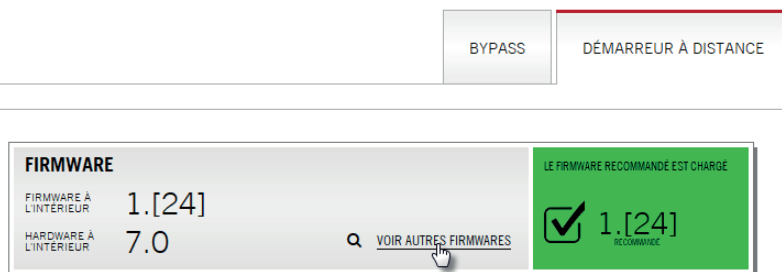 BYPASS
DÉMARREUR À DISTANCE
FIRMWARE
FIRMWARE À
L'INTÉRIEUR
1.[24]
HARDWARE À
L'INTÉRIEUR
7.0
VOIR AUTRES FIRMWARES
LE FIRMWARE RECOMMANDÉ EST CHARGÉ
1.[24]
RECOMMANDÉ